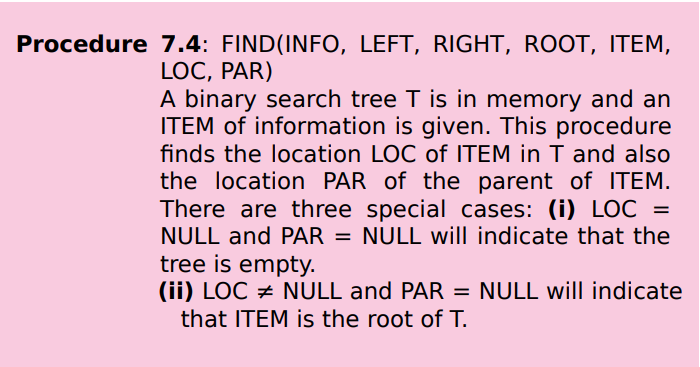 Procedure 7.4: FIND(INFO, LEFT, RIGHT, ROOT, ITEM,
LOC, PAR)
A binary search tree T is in memory and an
ITEM of information is given. This procedure
finds the location LOC of ITEM in T and also
the location PAR of the parent of ITEM.
There are three special cases: (i) LOC =
NULL and PAR = NULL will indicate that the
tree is empty.
(ii) LOC ≠ NULL and PAR = NULL will indicate
that ITEM is the root of T.